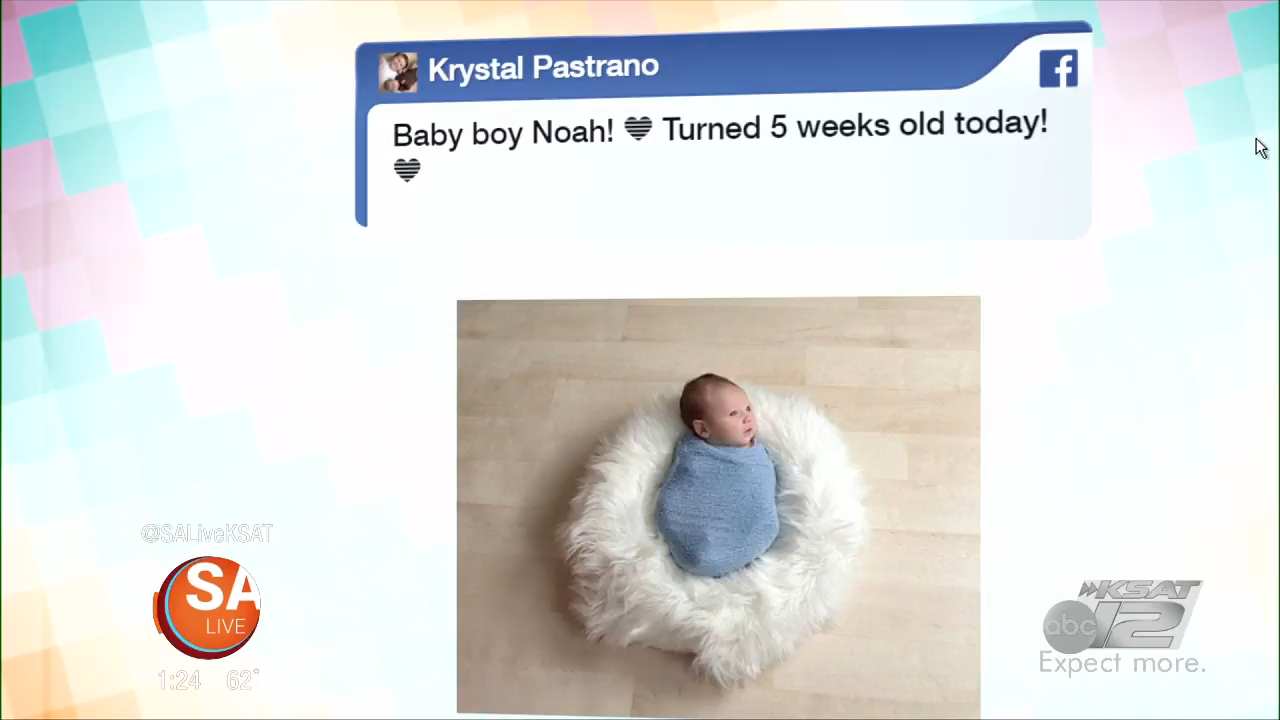 Krystal Pastrano
f
Baby boy Noah! ♥ Turned 5 weeks old today!
♥
@SALiveKSAT
SA
LIVE
1:24 62°
KSAT
abc 12
Expect more.